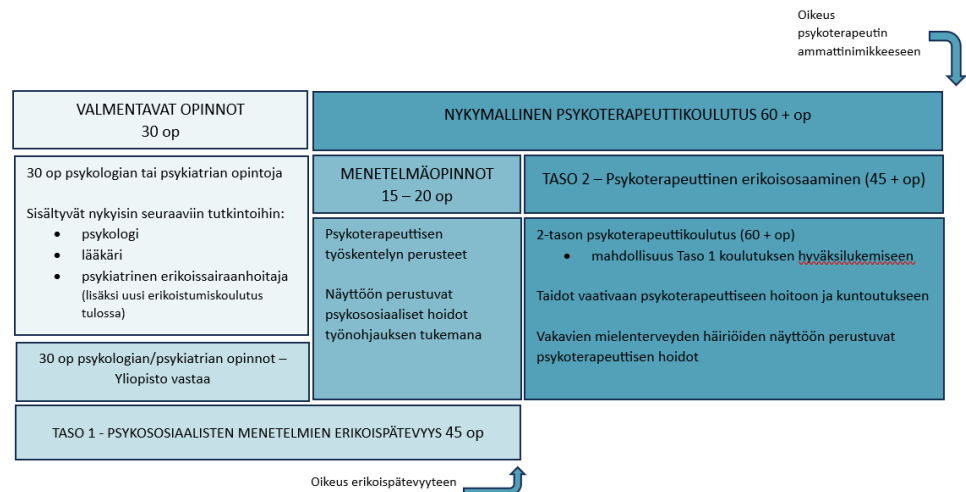 Oikeus
psykoterapeutin
ammattinimikkeeseen
VALMENTAVAT OPINNOT
30 op
NYKYMALLINEN PSYKOTERAPEUTTIKOULUTUS 60 + op
30 op psykologian tai psykiatrian opintoja
Sisältyvät nykyisin seuraaviin tutkintoihin:
• psykologi
• lääkäri
• psykiatrinen erikoissairaanhoitaja
(lisäksi uusi erikoistumiskoulutus
tulossa)
30 op psykologian/psykiatrian opinnot –
Yliopisto vastaa
MENETELMÄOPINNOT
15 – 20 op
Psykoterapeuttisen
työskentelyn perusteet
Näyttöön perustuvat
psykososiaaliset hoidot
työnohjauksen tukemana
TASO 2 – Psykoterapeuttinen erikoisosaaminen (45 + op)
2-tason psykoterapeuttikoulutus (60 + op)
• mahdollisuus Taso 1 koulutuksen hyväksilukemiseen
Taidot vaativaan psykoterapeuttiseen hoitoon ja kuntoutukseen
Vakavien mielenterveyden häiriöiden näyttöön perustuvat
psykoterapeuttisen hoidot
TASO 1 - PSYKOSOSIAALISTEN MENETELMIEN ERIKOISPÄTEVYYS 45 op
Oikeus erikoispätevyyteen